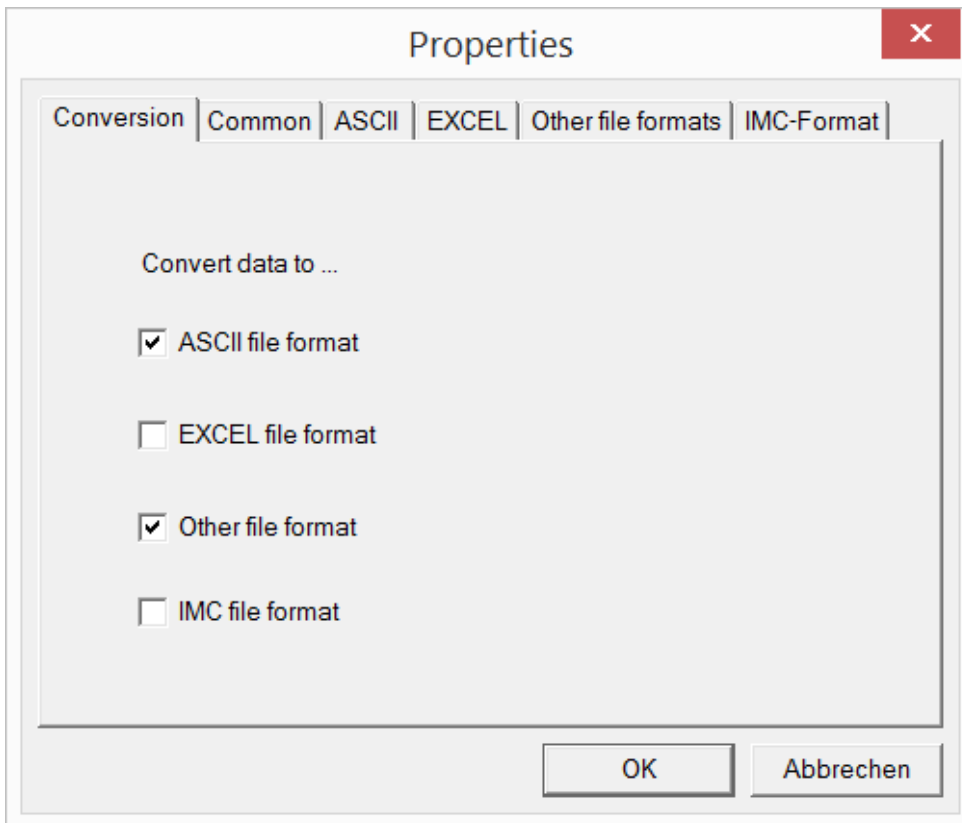 Properties
Conversion Common ASCII EXCEL Other file formats IMC-Format
Convert data to ...
ASCII file format
EXCEL file format
Other file format
IMC file format
OK Abbrechen